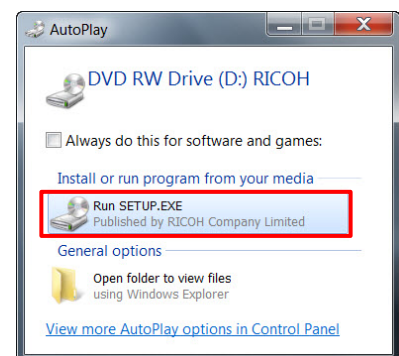 AutoPlay
DVD RW Drive (D:) RICOH
Always do this for software and games:
Install or run program from your media
Run SETUP.EXE
Published by RICOH Company Limited
General options
Open folder to view files
using Windows Explorer
View more AutoPlay options in Control Panel